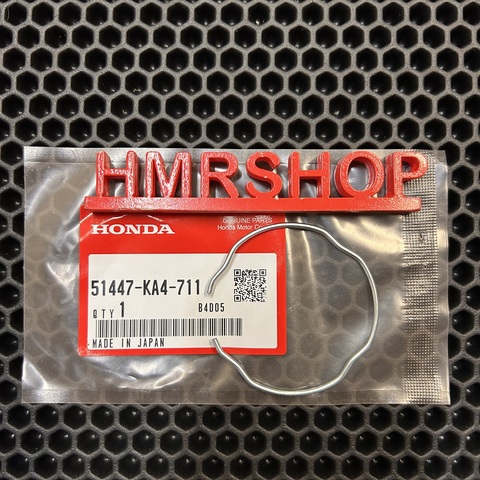 HMRSHOP
HONDA
GENUINE PARTS
Honda Motor Co.
51447-KA4-711
QTY 1
B4D05
MADE IN JAPAN